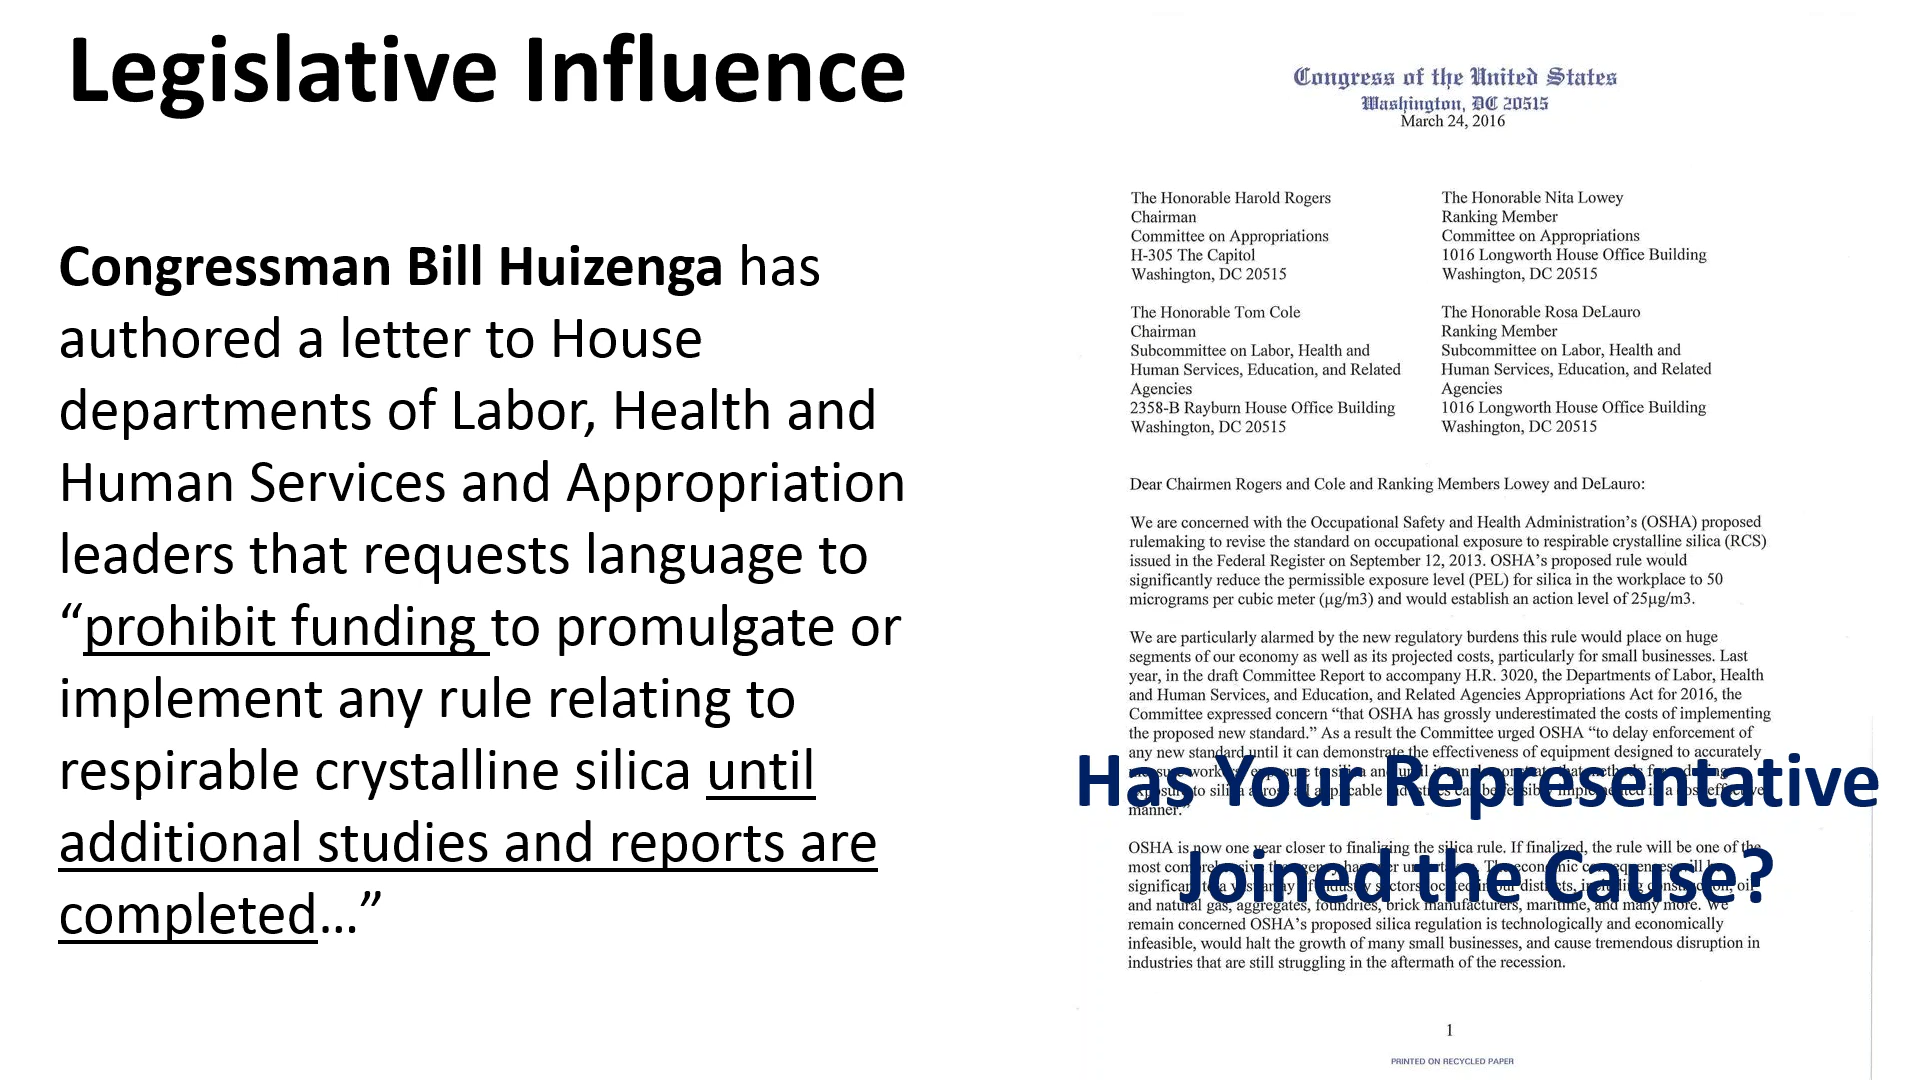 Legislative Influence
Congressman Bill Huizenga has
authored a letter to House
departments of Labor, Health and
Human Services and Appropriation
leaders that requests language to
“prohibit funding to promulgate or
implement any rule relating to
respirable crystalline silica until
additional studies and reports are
completed…”
Congress of the United States
Washington, DC 20515
March 24, 2016
The Honorable Harold Rogers
Chairman
Committee on Appropriations
H-305 The Capitol
Washington, DC 20515
The Honorable Nita Lowey
Ranking Member
Committee on Appropriations
1016 Longworth House Office Building
Washington, DC 20515
The Honorable Tom Cole
Chairman
Subcommittee on Labor, Health and
Human Services, Education, and Related
Agencies
2358-B Rayburn House Office Building
Washington, DC 20515
The Honorable Rosa DeLauro
Ranking Member
Subcommittee on Labor, Health and
Human Services, Education, and Related
Agencies
1016 Longworth House Office Building
Washington, DC 20515
Dear Chairmen Rogers and Cole and Ranking Members Lowey and DeLauro:
We are concerned with the Occupational Safety and Health Administration’s (OSHA) proposed
rulemaking to revise the standard on occupational exposure to respirable crystalline silica (RCS)
issued in the Federal Register on September 12, 2013. OSHA’s proposed rule would
significantly reduce the permissible exposure level (PEL) for silica in the workplace to 50
micrograms per cubic meter (µg/m3) and would establish an action level of 25µg/m3.
We are particularly alarmed by the new regulatory burdens this rule would place on huge
segments of our economy as well as its projected costs, particularly for small businesses. Last
year, in the draft Committee Report to accompany H.R. 3020, the Departments of Labor, Health
and Human Services, and Education, and Related Agencies Appropriations Act for 2016, the
Committee expressed concern “that OSHA has grossly underestimated the costs of implementing
the proposed new standard.” As a result the Committee urged OSHA “to delay enforcement of
any new standard until it can demonstrate the effectiveness of equipment designed to accurately
to silica
manner.”
Has Your Representative
Joined the Cause?
OSHA is now one year closer to finalizing the silica rule. If finalized, the rule will be one of the
most
and natural gas, aggregates, foundries, brick manufacturers, maritime, and many more. We
remain concerned OSHA’s proposed silica regulation is technologically and economically
infeasible, would halt the growth of many small businesses, and cause tremendous disruption in
industries that are still struggling in the aftermath of the recession.
1
PRINTED ON RECYCLED PAPER